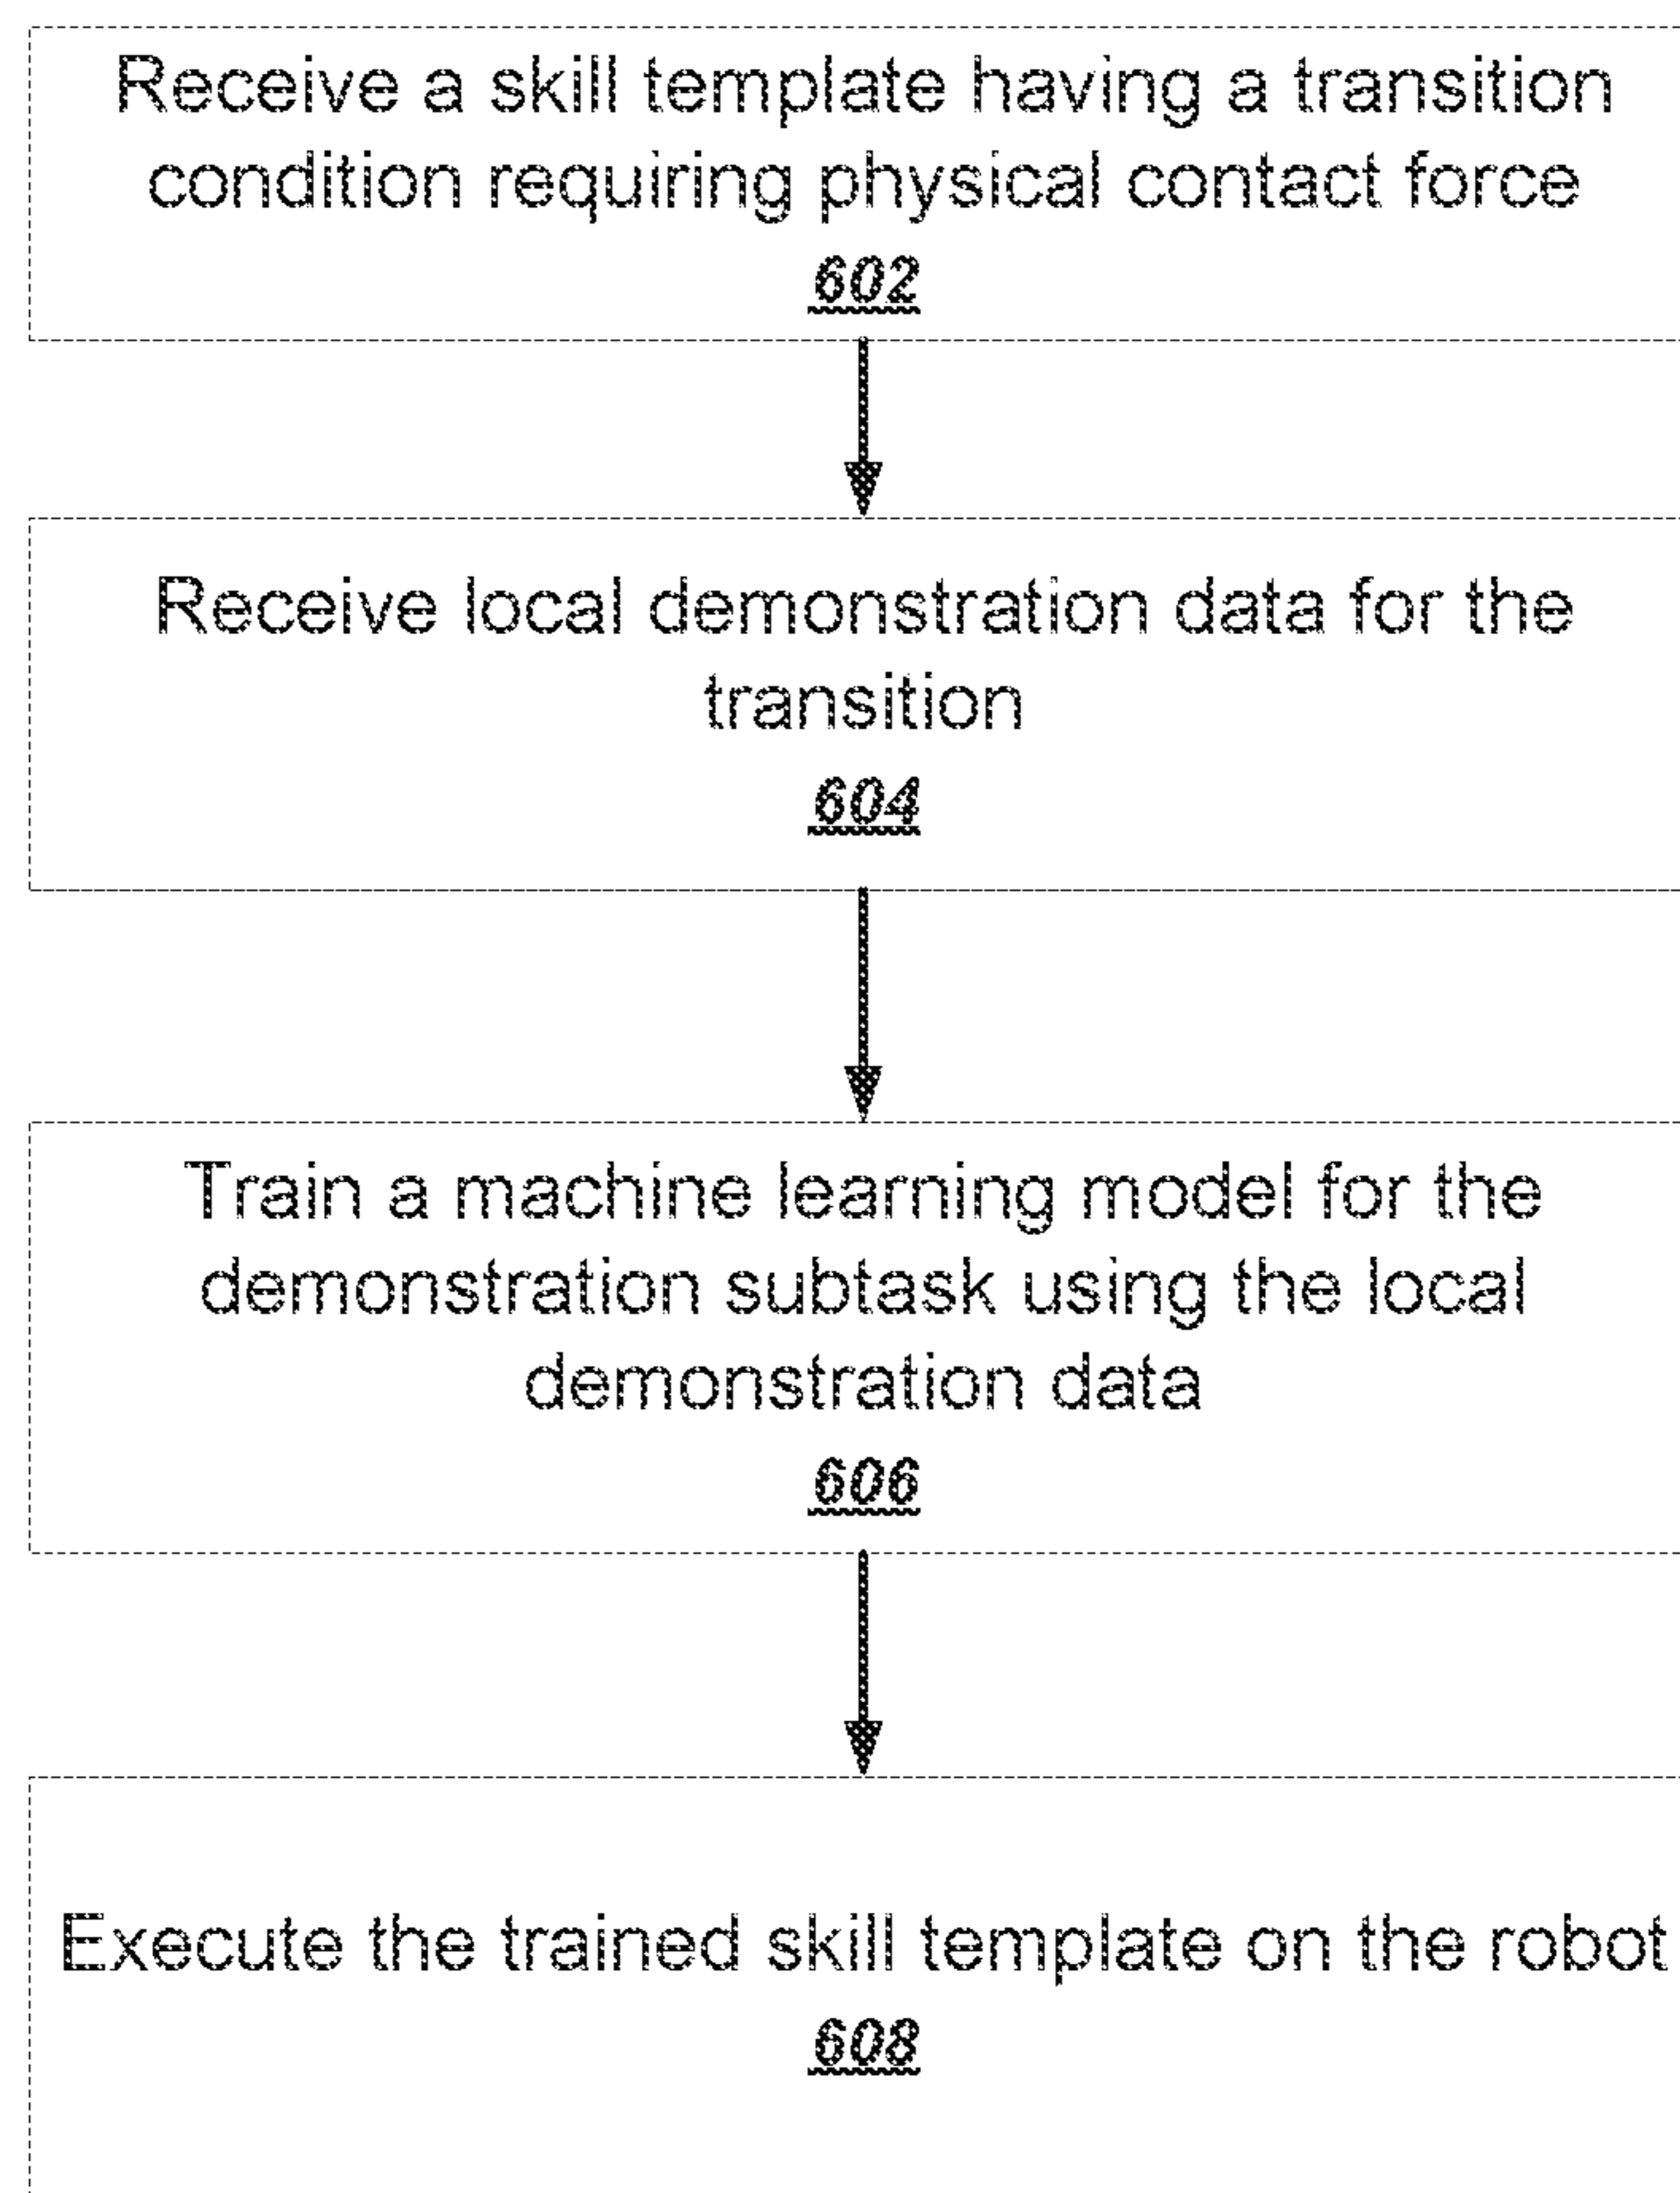 Receive a skill template having a transition
condition requiring physical contact force
602
Receive local demonstration data for the
transition
604
Train a machine learning model for the
demonstration subtask using the local
demonstration data
606
Execute the trained skill template on the robot
608